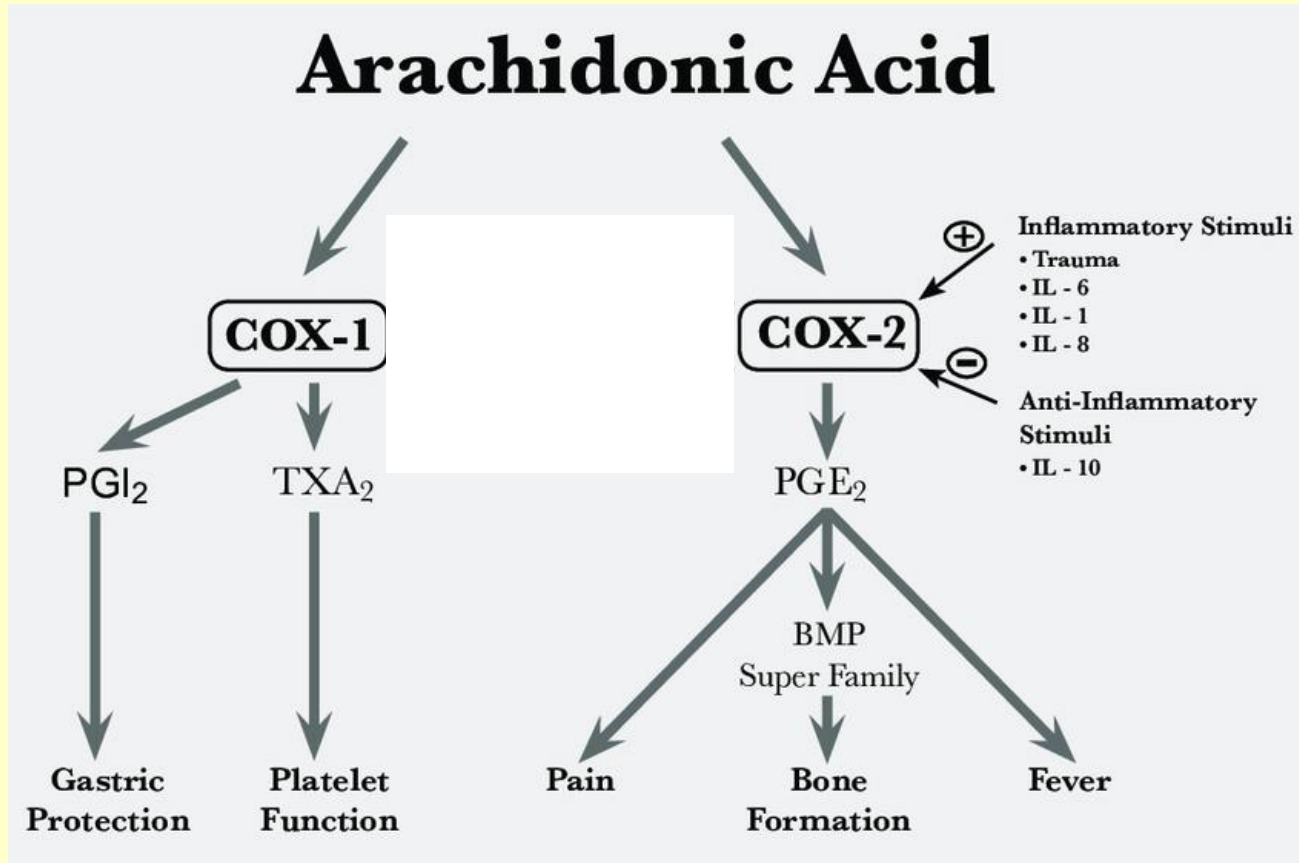 Arachidonic Acid
COX-1
COX-2
+
Inflammatory Stimuli
• Trauma
• IL - 6
• IL - 1
• IL - 8
−
Anti-Inflammatory
Stimuli
• IL - 10
PGI₂
TXA₂
PGE₂
BMP
Super Family
Gastric
Protection
Platelet
Function
Pain
Bone
Formation
Fever